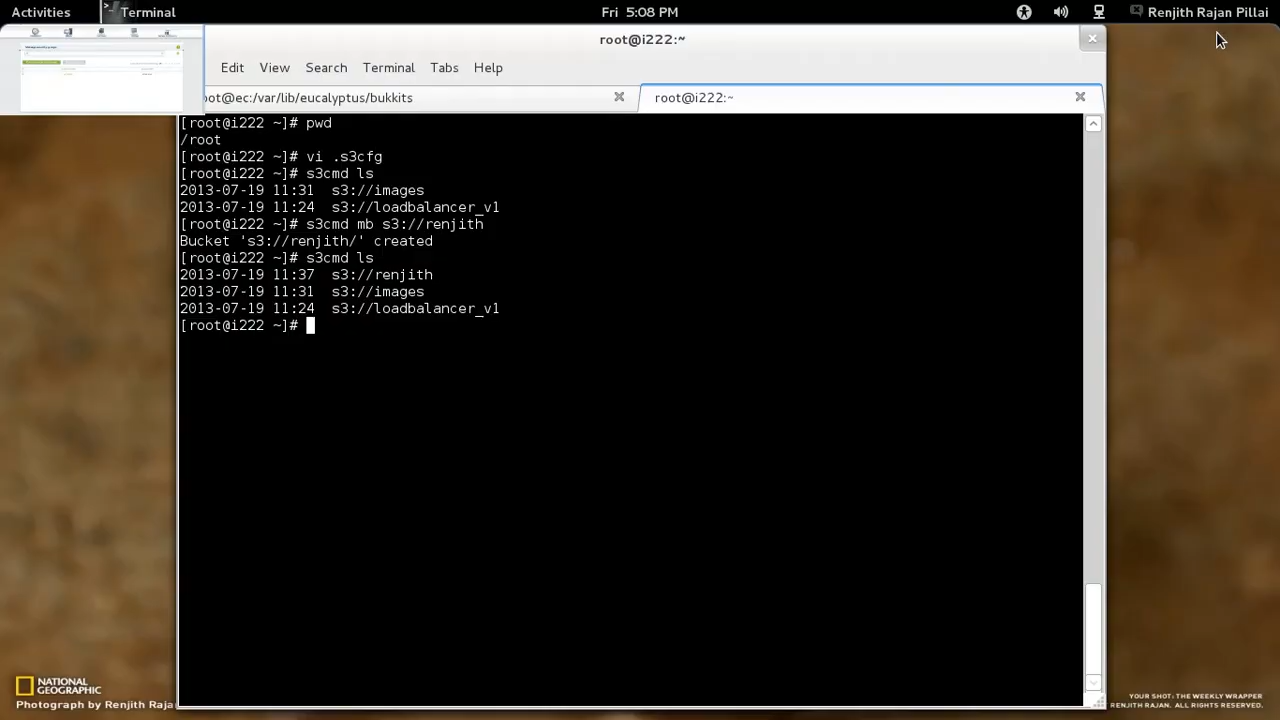 Activities Terminal Fri 5:08 PM Renjith Rajan Pillai
root@i222:~
Edit View Search Terminal Tabs Help
oot@ec:/var/lib/eucalyptus/bukkits root@i222:~
[root@i222 ~]# pwd
/root
[root@i222 ~]# vi .s3cfg
[root@i222 ~]# s3cmd ls
2013-07-19 11:31  s3://images
2013-07-19 11:24  s3://loadbalancer_v1
[root@i222 ~]# s3cmd mb s3://renjith
Bucket 's3://renjith/' created
[root@i222 ~]# s3cmd ls
2013-07-19 11:37  s3://renjith
2013-07-19 11:31  s3://images
2013-07-19 11:24  s3://loadbalancer_v1
[root@i222 ~]#
NATIONAL
GEOGRAPHIC
Photograph by Renjith Raja
YOUR SHOT: THE WEEKLY WRAPPER
RENJITH RAJAN. ALL RIGHTS RESERVED.